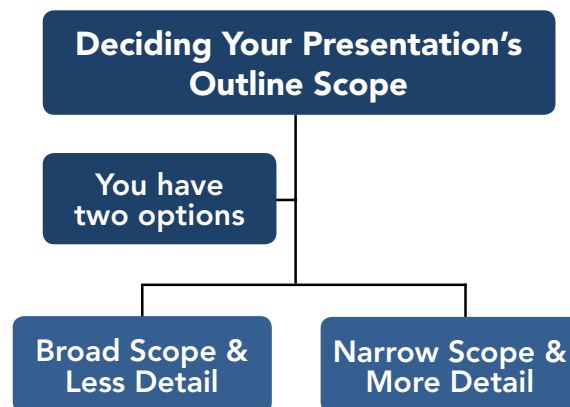 Deciding Your Presentation's
Outline Scope
You have
two options
Broad Scope &
Less Detail
Narrow Scope &
More Detail